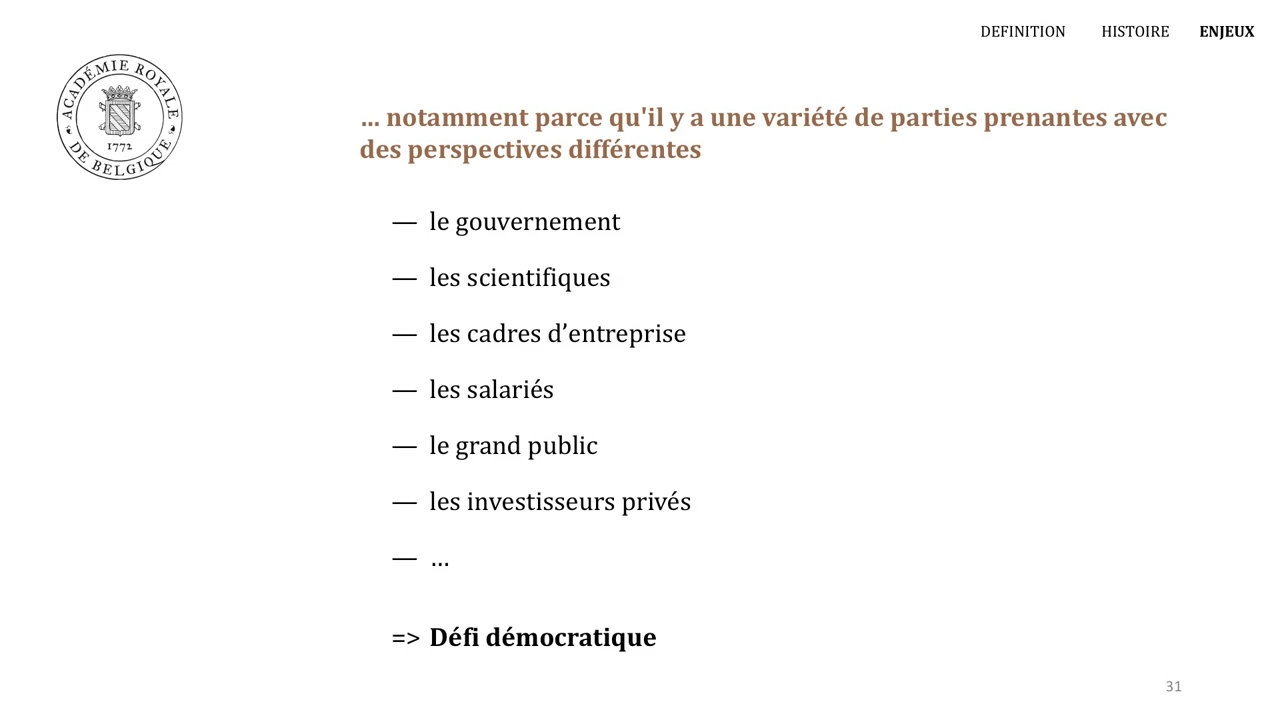 DEFINITION HISTOIRE ENJEUX
ACADÉMIE ROYALE
DE BELGIQUE
1772
... notamment parce qu'il y a une variété de parties prenantes avec
des perspectives différentes
— le gouvernement
— les scientifiques
— les cadres d’entreprise
— les salariés
— le grand public
— les investisseurs privés
— ...
=> Défi démocratique
31